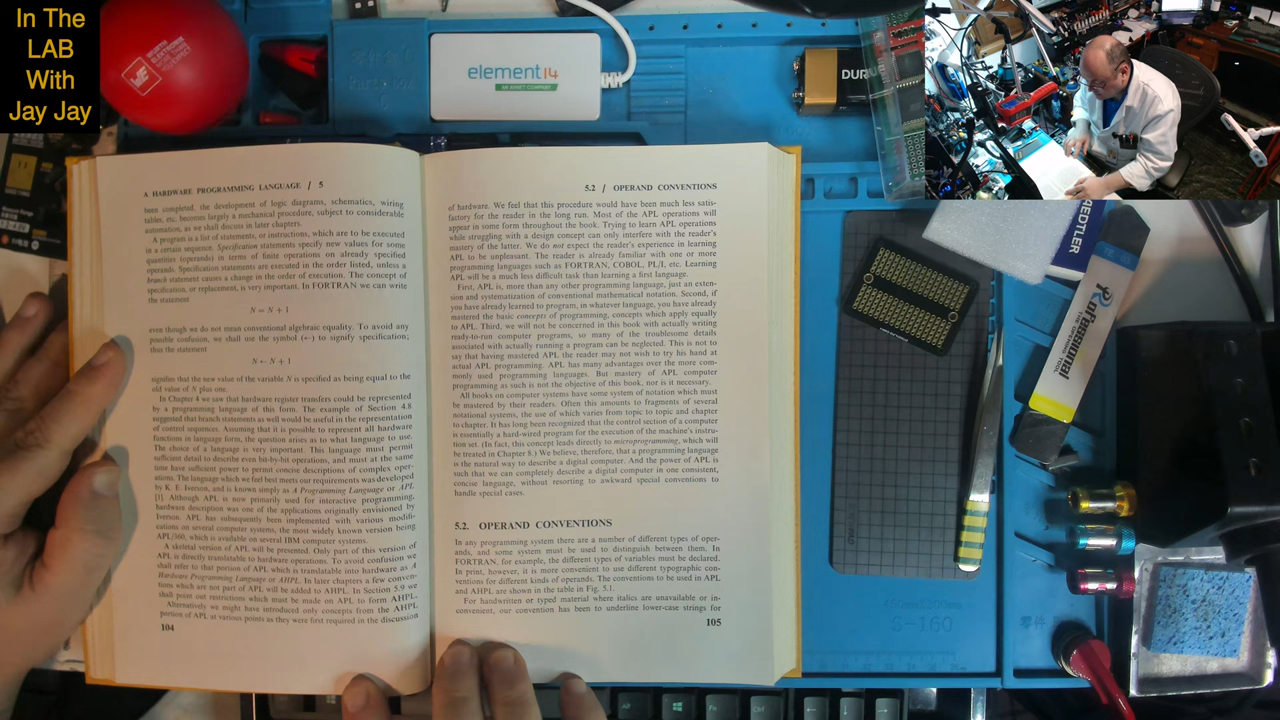 In The
LAB
With
Jay Jay
element14
AN AVNET COMPANY
DURA
STAEDTLER
Professional
THE OPENING TOOL
S-160
A HARDWARE PROGRAMMING LANGUAGE / 5
been completed, the development of logic diagrams, schematics, wiring
tables, etc. becomes largely a mechanical procedure, subject to considerable
automation, as we shall discuss in later chapters.
A program is a list of statements, or instructions, which are to be executed
in a certain sequence. Specification statements specify new values for some
quantities (operands) in terms of finite operations on already specified
operands. Specification statements are executed in the order listed, unless a
branch statement causes a change in the order of execution. The concept of
specification, or replacement, is very important. In FORTRAN we can write
the statement
N = N + 1
even though we do not mean conventional algebraic equality. To avoid any
possible confusion, we shall use the symbol (←) to signify specification;
thus the statement
N ← N + 1
signifies that the new value of the variable N is specified as being equal to the
old value of N plus one.
In Chapter 4 we saw that hardware register transfers could be represented
by a programming language of this form. The example of Section 4.8
suggested that branch statements as well would be useful in the representation
of control sequences. Assuming that it is possible to represent all hardware
functions in language form, the question arises as to what language to use.
The choice of a language is very important. This language must permit
sufficient detail to describe even bit-by-bit operations, and must at the same
time have sufficient power to permit concise descriptions of complex oper-
ations. The language which we feel best meets our requirements was developed
by K. E. Iverson, and is known simply as A Programming Language or APL
[1]. Although APL is now primarily used for interactive programming,
hardware description was one of the applications originally envisioned by
Iverson. APL has subsequently been implemented with various modifi-
cations on several computer systems, the most widely known version being
APL/360, which is available on several IBM computer systems.
A skeletal version of APL will be presented. Only part of this version of
APL is directly translatable to hardware operations. To avoid confusion we
shall refer to that portion of APL which is translatable into hardware as A
Hardware Programming Language or AHPL. In later chapters a few conven-
tions which are not part of APL will be added to AHPL. In Section 5.9 we
shall point out restrictions which must be made on APL to form AHPL.
Alternatively we might have introduced only concepts from the AHPL
portion of APL at various points as they were first required in the discussion
104
5.2 / OPERAND CONVENTIONS
of hardware. We feel that this procedure would have been much less satis-
factory for the reader in the long run. Most of the APL operations will
appear in some form throughout the book. Trying to learn APL operations
while struggling with a design concept can only interfere with the reader's
mastery of the latter. We do not expect the reader's experience in learning
APL to be unpleasant. The reader is already familiar with one or more
programming languages such as FORTRAN, COBOL, PL/I, etc. Learning
APL will be a much less difficult task than learning a first language.
First, APL is, more than any other programming language, just an exten-
sion and systematization of conventional mathematical notation. Second, if
you have already learned to program, in whatever language, you have already
mastered the basic concepts of programming, concepts which apply equally
to APL. Third, we will not be concerned in this book with actually writing
ready-to-run computer programs, so many of the troublesome details
associated with actually running a program can be neglected. This is not to
say that having mastered APL the reader may not wish to try his hand at
actual APL programming. APL has many advantages over the more com-
monly used programming languages. But mastery of APL computer
programming as such is not the objective of this book, nor is it necessary.
All books on computer systems have some system of notation which must
be mastered by their readers. Often this amounts to fragments of several
notational systems, the use of which varies from topic to topic and chapter
to chapter. It has long been recognized that the control section of a computer
is essentially a hard-wired program for the execution of the machine's instru-
tion set. (In fact, this concept leads directly to microprogramming, which will
be treated in Chapter 8.) We believe, therefore, that a programming language
is the natural way to describe a digital computer. And the power of APL is
such that we can completely describe a digital computer in one consistent,
concise language, without resorting to awkward special conventions to
handle special cases.
5.2. OPERAND CONVENTIONS
In any programming system there are a number of different types of oper-
ands, and some system must be used to distinguish between them. In
FORTRAN, for example, the different types of variables must be declared.
In print, however, it is more convenient to use different typographic con-
ventions for different kinds of operands. The conventions to be used in APL
and AHPL are shown in the table in Fig. 5.1.
For handwritten or typed material where italics are unavailable or in-
convenient, our convention has been to underline lower-case strings for
105